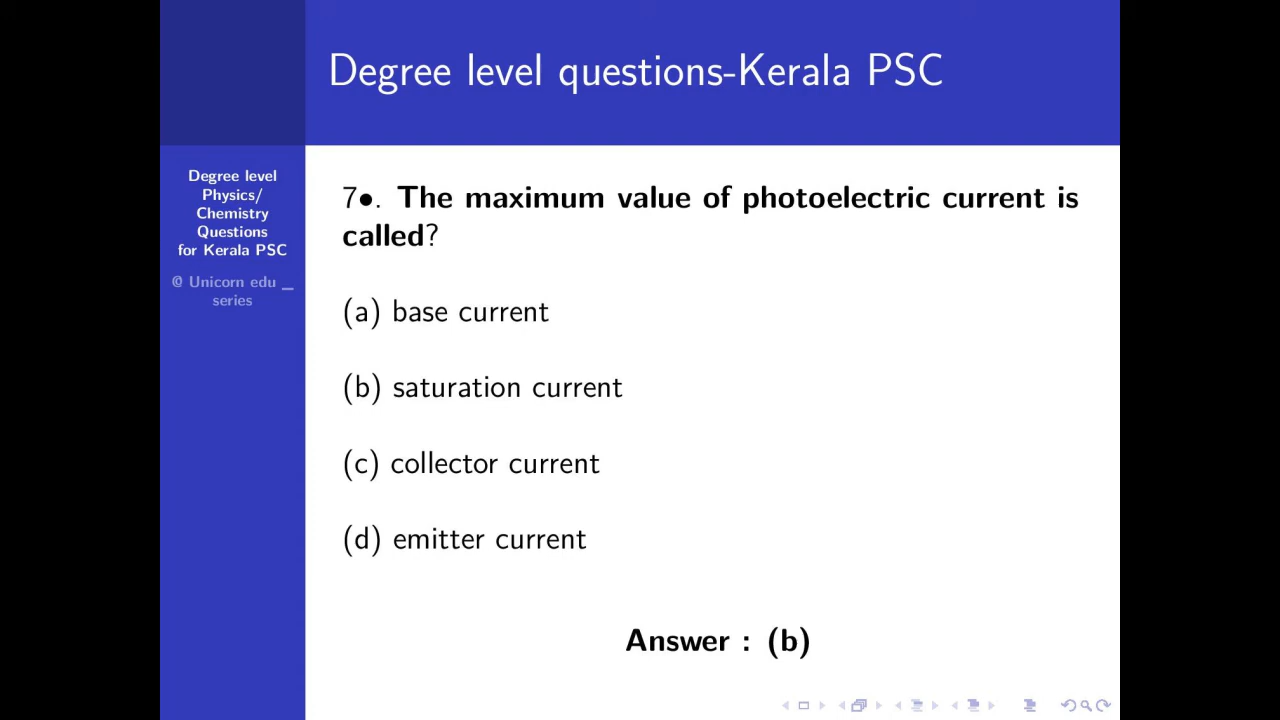 Degree level questions-Kerala PSC
Degree level
Physics/
Chemistry
Questions
for Kerala PSC
@ Unicorn edu _
series
7●. The maximum value of photoelectric current is
called?
(a) base current
(b) saturation current
(c) collector current
(d) emitter current
Answer : (b)